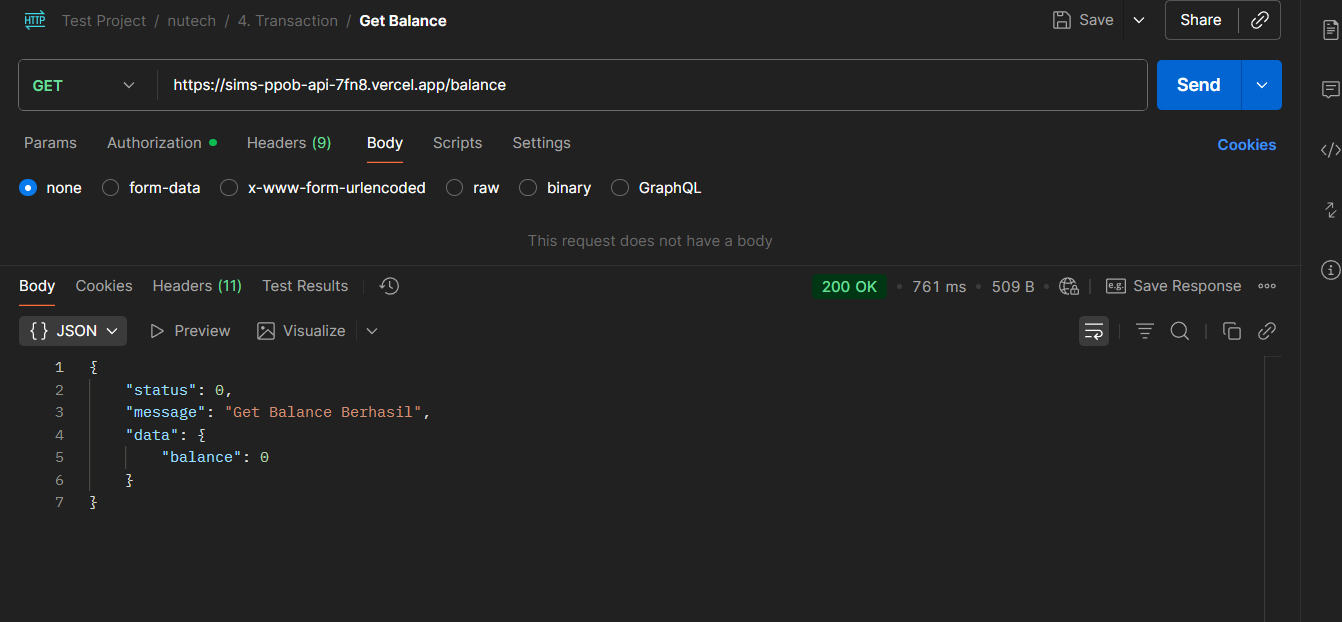 HTTP Test Project / nutech / 4. Transaction / Get Balance Save Share
GET https://sims-ppob-api-7fn8.vercel.app/balance Send
Params Authorization Headers (9) Body Scripts Settings Cookies
none form-data x-www-form-urlencoded raw binary GraphQL
This request does not have a body
Body Cookies Headers (11) Test Results 200 OK • 761 ms • 509 B • e.g. Save Response
{} JSON Preview Visualize
1 {
2 "status": 0,
3 "message": "Get Balance Berhasil",
4 "data": {
5 "balance": 0
6 }
7 }